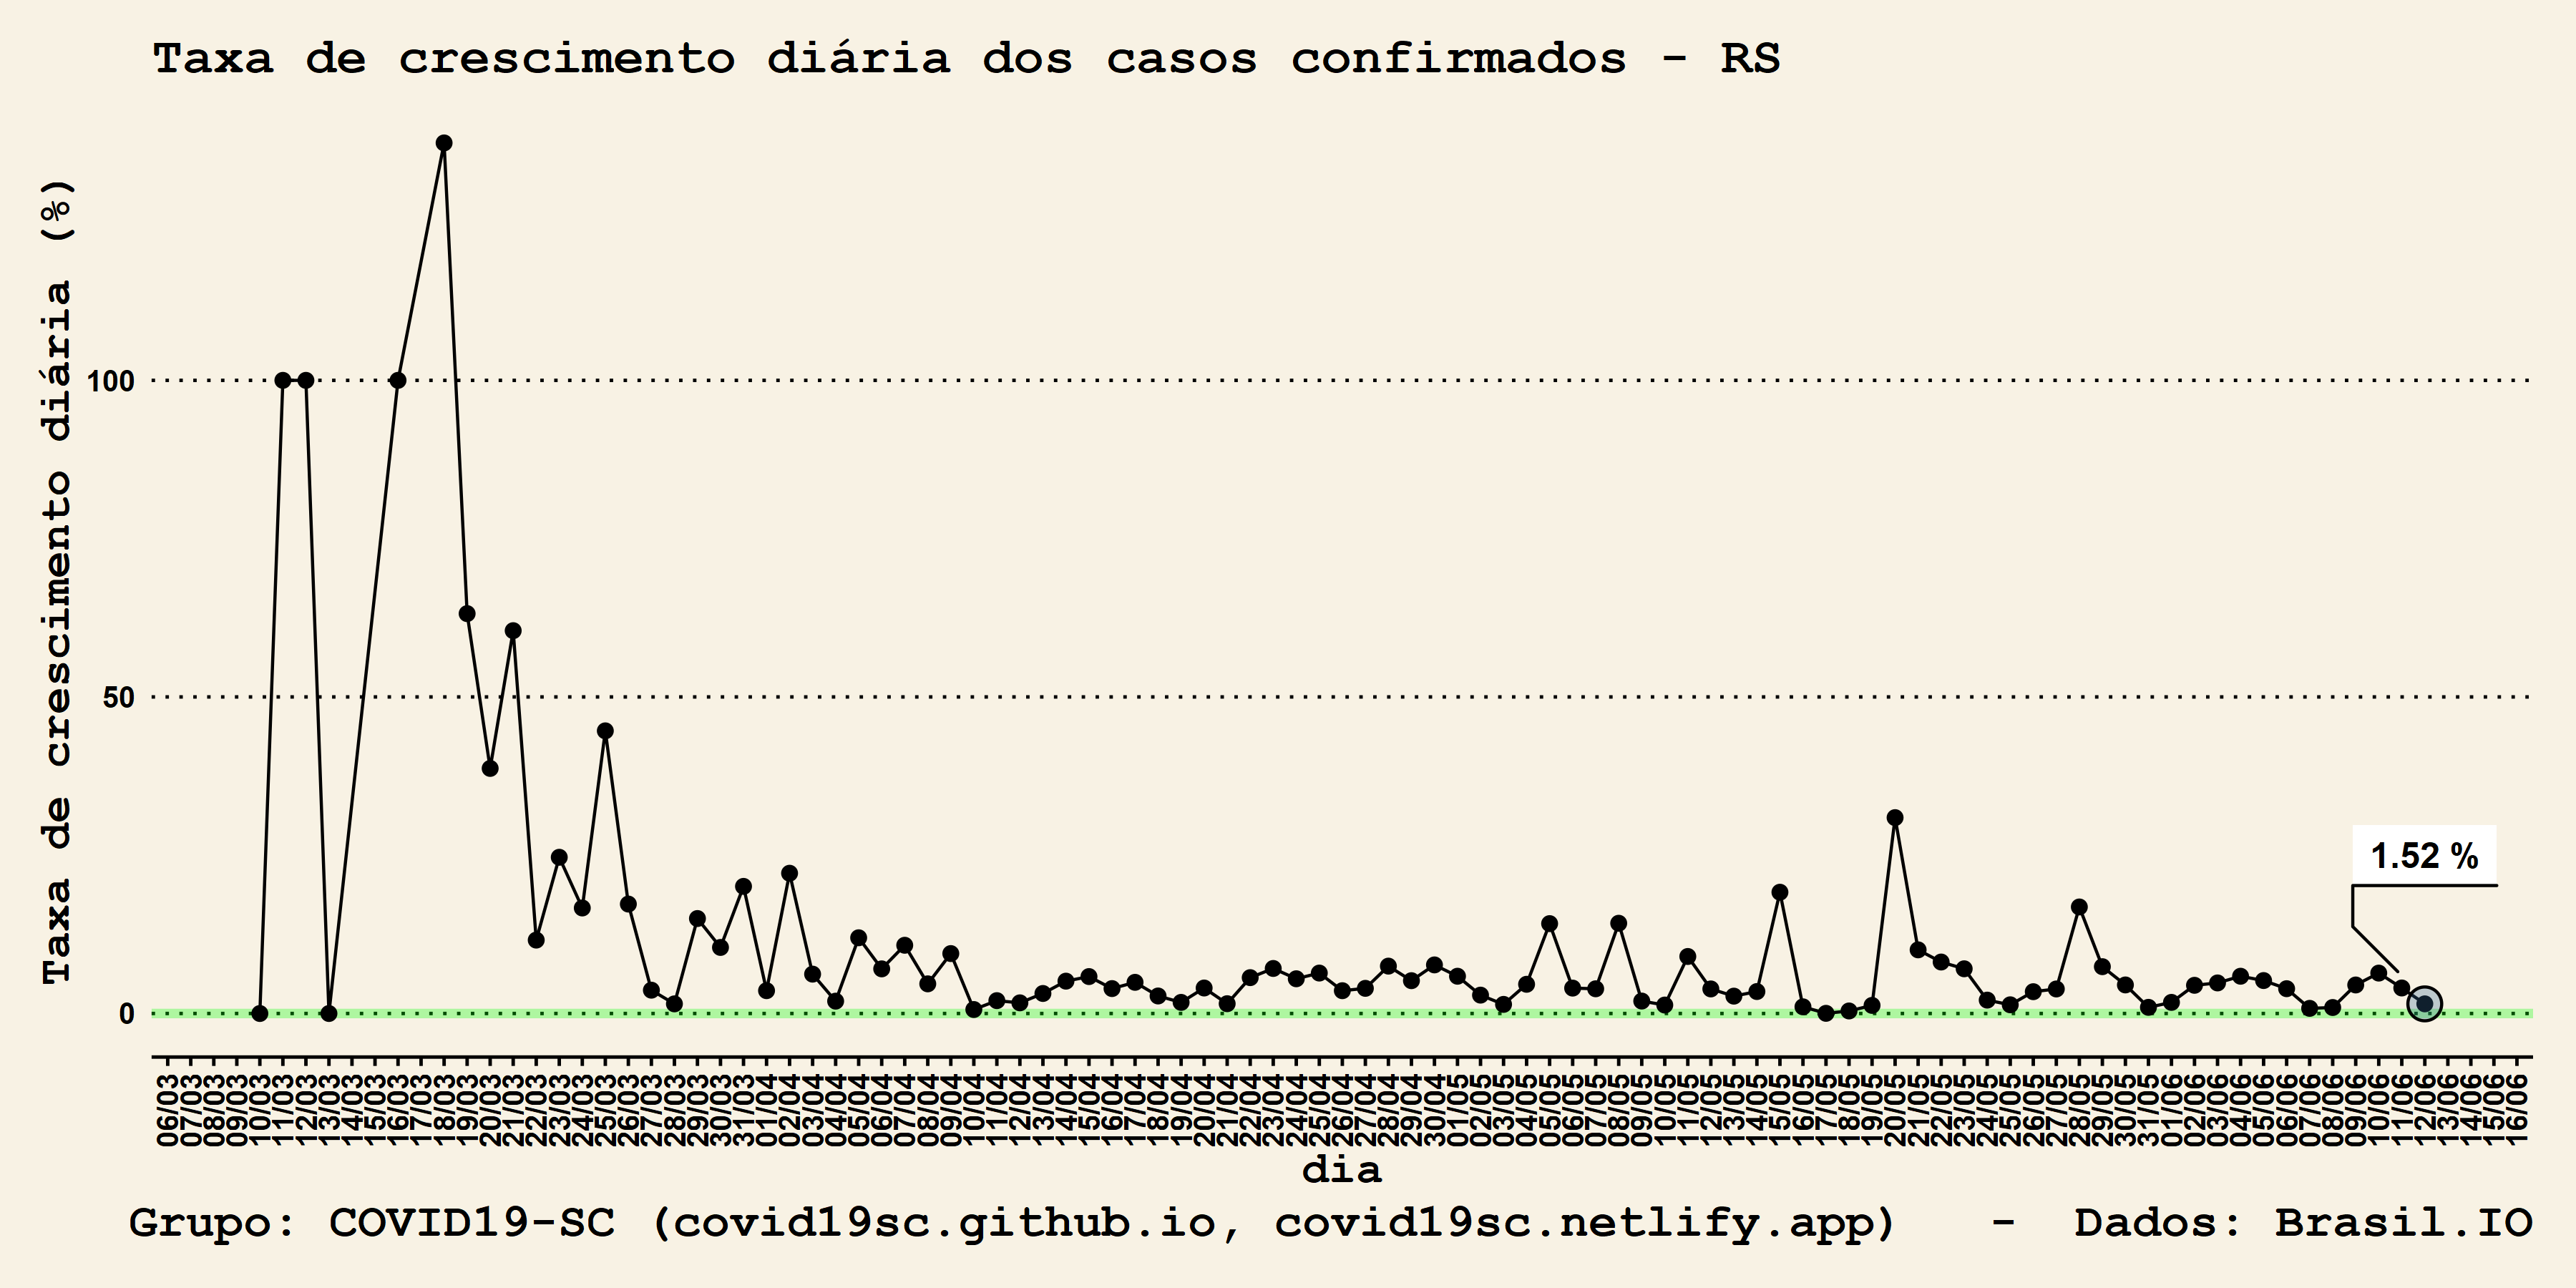 Taxa de crescimento diária dos casos confirmados - RS
Taxa de crescimento diária (%)
100
50
0
1.52 %
06/03 07/03 08/03 09/03 10/03 11/03 12/03 13/03 14/03 15/03 16/03 17/03 18/03 19/03 20/03 21/03 22/03 23/03 24/03 25/03 26/03 27/03 28/03 29/03 30/03 31/03 01/04 02/04 03/04 04/04 05/04 06/04 07/04 08/04 09/04 10/04 11/04 12/04 13/04 14/04 15/04 16/04 17/04 18/04 19/04 20/04 21/04 22/04 23/04 24/04 25/04 26/04 27/04 28/04 29/04 30/04 01/05 02/05 03/05 04/05 05/05 06/05 07/05 08/05 09/05 10/05 11/05 12/05 13/05 14/05 15/05 16/05 17/05 18/05 19/05 20/05 21/05 22/05 23/05 24/05 25/05 26/05 27/05 28/05 29/05 30/05 31/05 01/06 02/06 03/06 04/06 05/06 06/06 07/06 08/06 09/06 10/06 11/06 12/06 13/06 14/06 15/06 16/06
dia
Grupo: COVID19-SC (covid19sc.github.io, covid19sc.netlify.app) - Dados: Brasil.IO